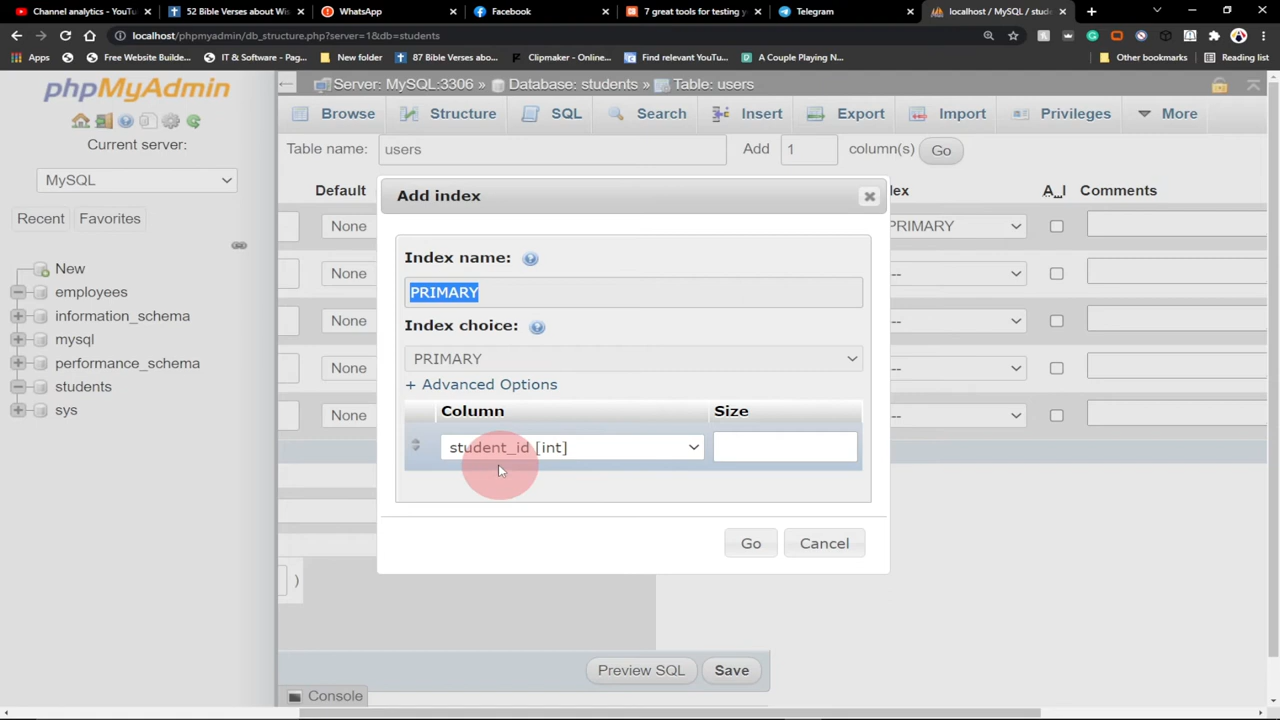 Channel analytics - YouTu
52 Bible Verses about Wis
WhatsApp
Facebook
7 great tools for testing y
Telegram
localhost / MySQL / stude
localhost/phpmyadmin/db_structure.php?server=1&db=students
Apps
Free Website Builde...
IT & Software - Pag...
New folder
87 Bible Verses abo...
Clipmaker - Online...
Find relevant YouTu...
A Couple Playing N...
Other bookmarks
Reading list
phpMyAdmin
Current server:
MySQL
Recent
Favorites
New
employees
information_schema
mysql
performance_schema
students
sys
Server: MySQL:3306 » Database: students » Table: users
Browse
Structure
SQL
Search
Insert
Export
Import
Privileges
More
Table name:
users
Add
1
column(s)
Go
Default
A_I
Comments
None
PRIMARY
None
--
None
--
None
--
None
--
Add index
Index name:
PRIMARY
Index choice:
PRIMARY
+ Advanced Options
Column
Size
student_id [int]
Go
Cancel
)
Preview SQL
Save
Console